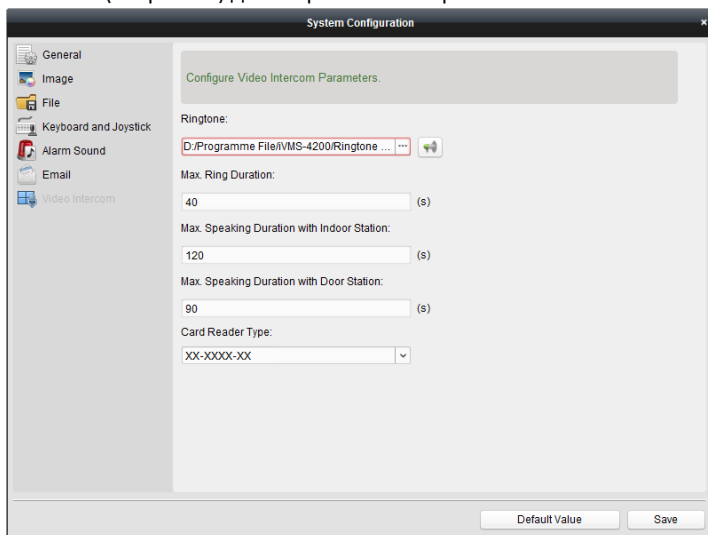 System Configuration ×
General
Image
File
Keyboard and Joystick
Alarm Sound
Email
Video Intercom
Configure Video Intercom Parameters.
Ringtone:
D:/Programme File/iVMS-4200/Ringtone ... ...
Max. Ring Duration:
40 (s)
Max. Speaking Duration with Indoor Station:
120 (s)
Max. Speaking Duration with Door Station:
90 (s)
Card Reader Type:
XX-XXXX-XX
Default Value Save